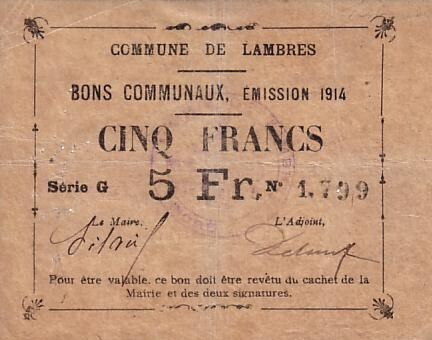 COMMUNE DE LAMBRES
BONS COMMUNAUX, ÉMISSION 1914
CINQ FRANCS
Série G 5 Fr. N° 1.799
Le Maire, L'Adjoint,
Pour être valable, ce bon doit être revêtu du cachet de la
Mairie et des deux signatures.